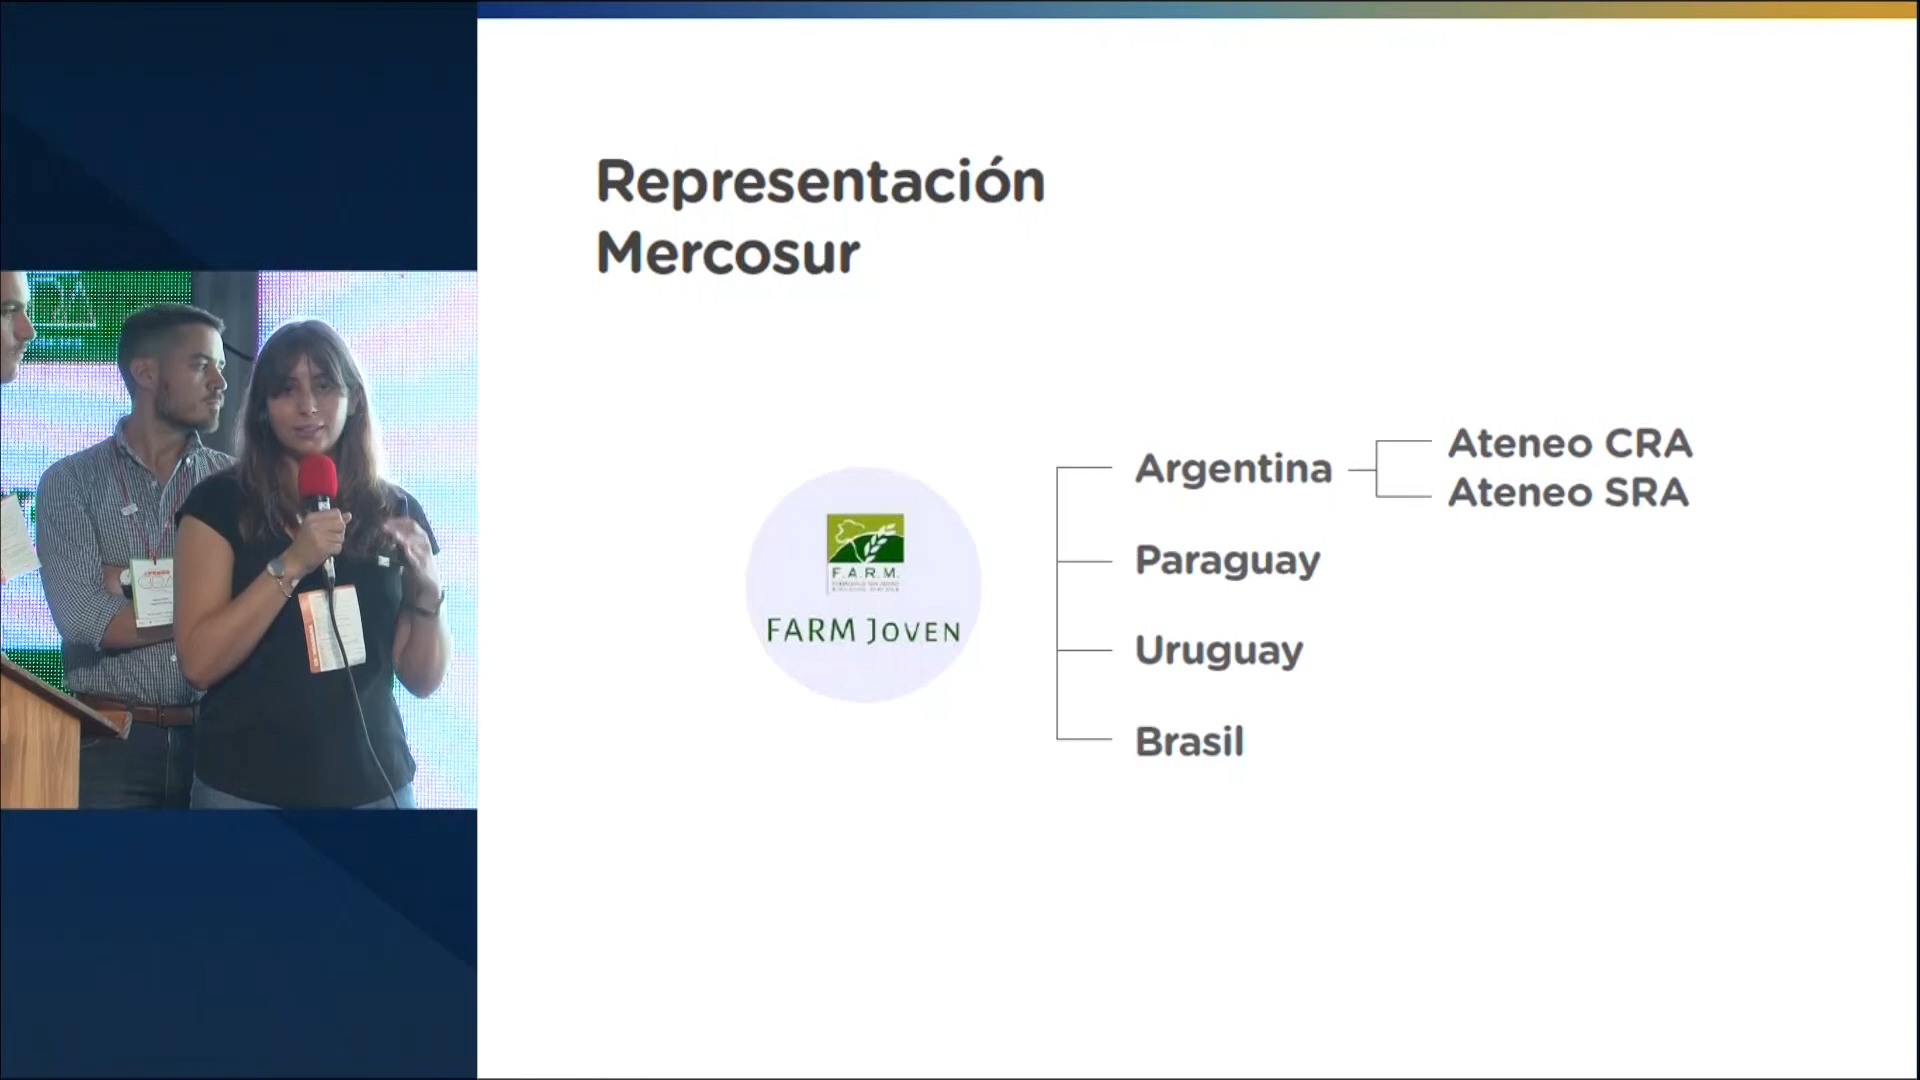 Representación
Mercosur
F.A.R.M.
FARM JOVEN
Argentina
Ateneo CRA
Ateneo SRA
Paraguay
Uruguay
Brasil